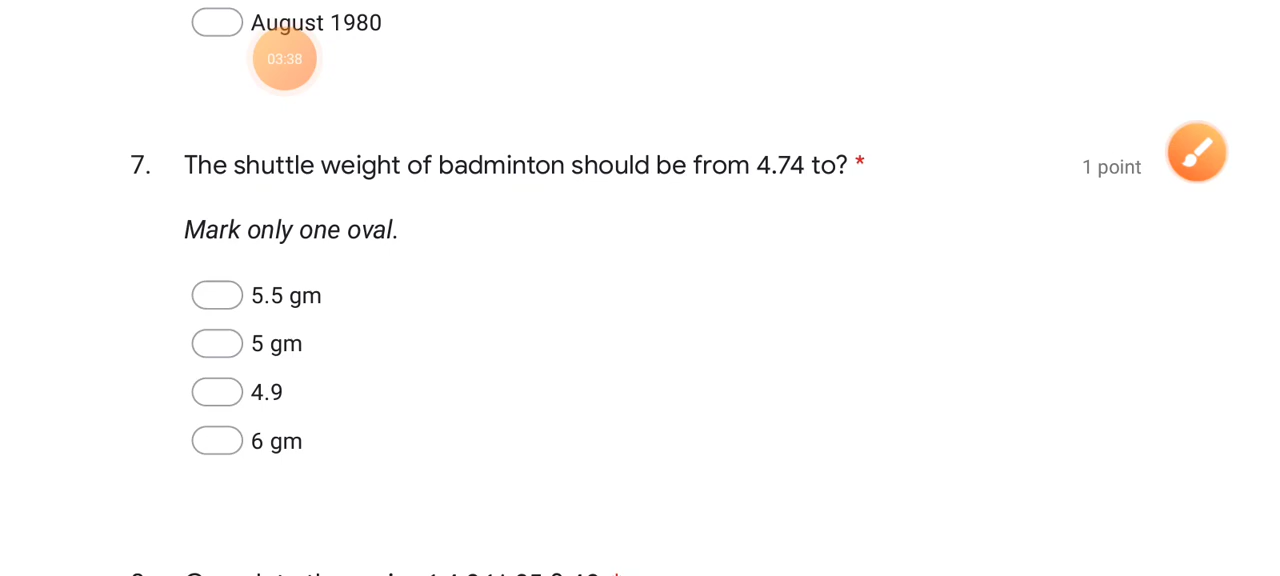 August 1980
03:38
7. The shuttle weight of badminton should be from 4.74 to? *
1 point
Mark only one oval.
5.5 gm
5 gm
4.9
6 gm